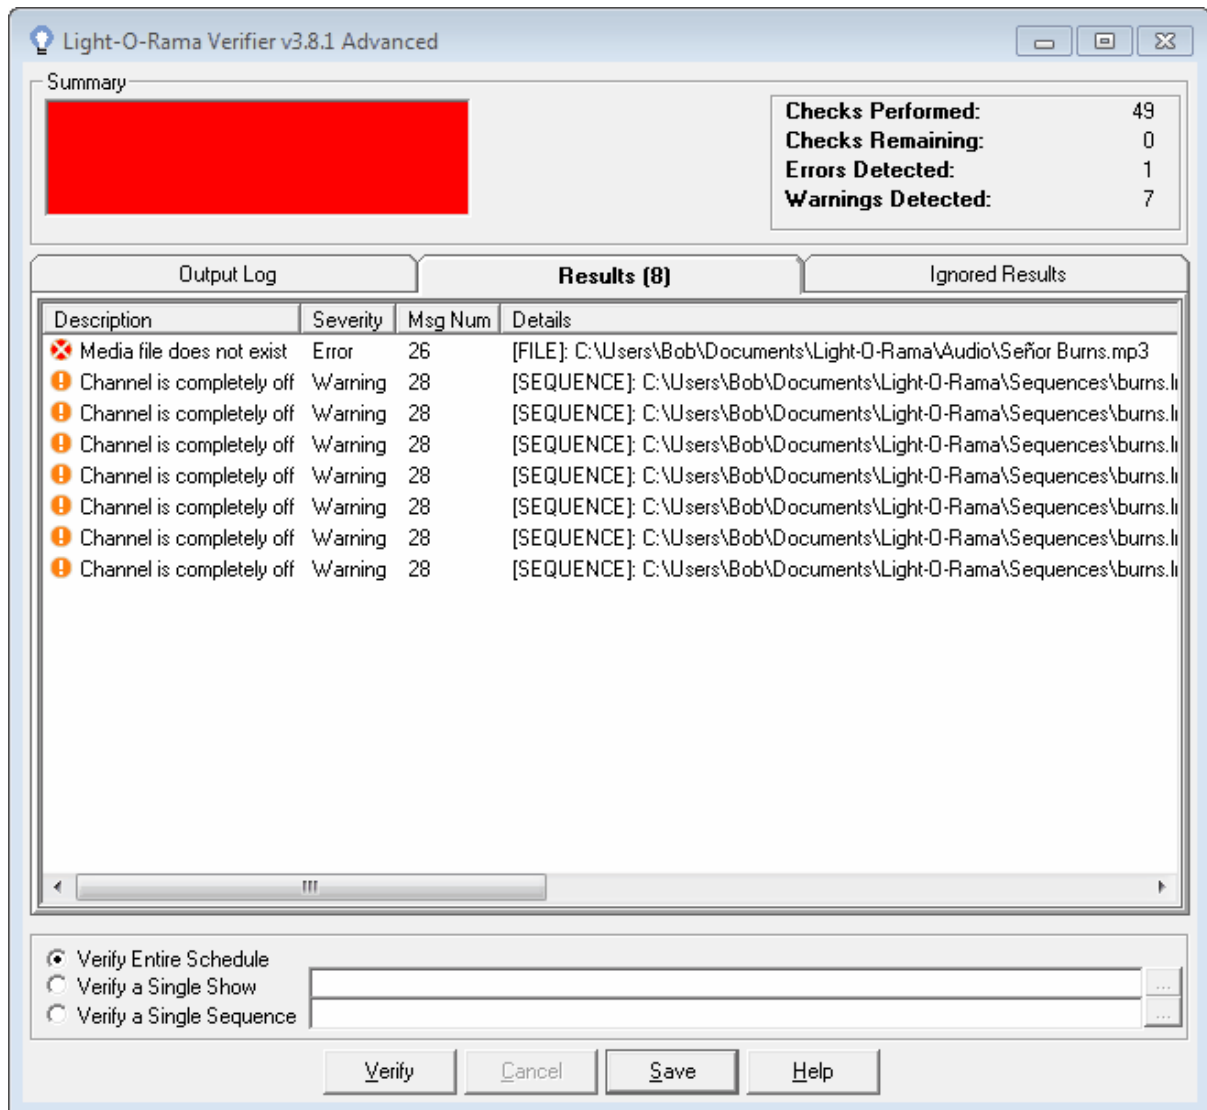 Light-O-Rama Verifier v3.8.1 Advanced
Summary
Checks Performed: 49
Checks Remaining: 0
Errors Detected: 1
Warnings Detected: 7
Output Log Results (8) Ignored Results
Description Severity Msg Num Details
Media file does not exist Error 26 [FILE]: C:\Users\Bob\Documents\Light-O-Rama\Audio\Señor Burns.mp3
Channel is completely off Warning 28 [SEQUENCE]: C:\Users\Bob\Documents\Light-O-Rama\Sequences\burns.l
Channel is completely off Warning 28 [SEQUENCE]: C:\Users\Bob\Documents\Light-O-Rama\Sequences\burns.l
Channel is completely off Warning 28 [SEQUENCE]: C:\Users\Bob\Documents\Light-O-Rama\Sequences\burns.l
Channel is completely off Warning 28 [SEQUENCE]: C:\Users\Bob\Documents\Light-O-Rama\Sequences\burns.l
Channel is completely off Warning 28 [SEQUENCE]: C:\Users\Bob\Documents\Light-O-Rama\Sequences\burns.l
Channel is completely off Warning 28 [SEQUENCE]: C:\Users\Bob\Documents\Light-O-Rama\Sequences\burns.l
Channel is completely off Warning 28 [SEQUENCE]: C:\Users\Bob\Documents\Light-O-Rama\Sequences\burns.l
Verify Entire Schedule
Verify a Single Show ...
Verify a Single Sequence ...
Verify Cancel Save Help